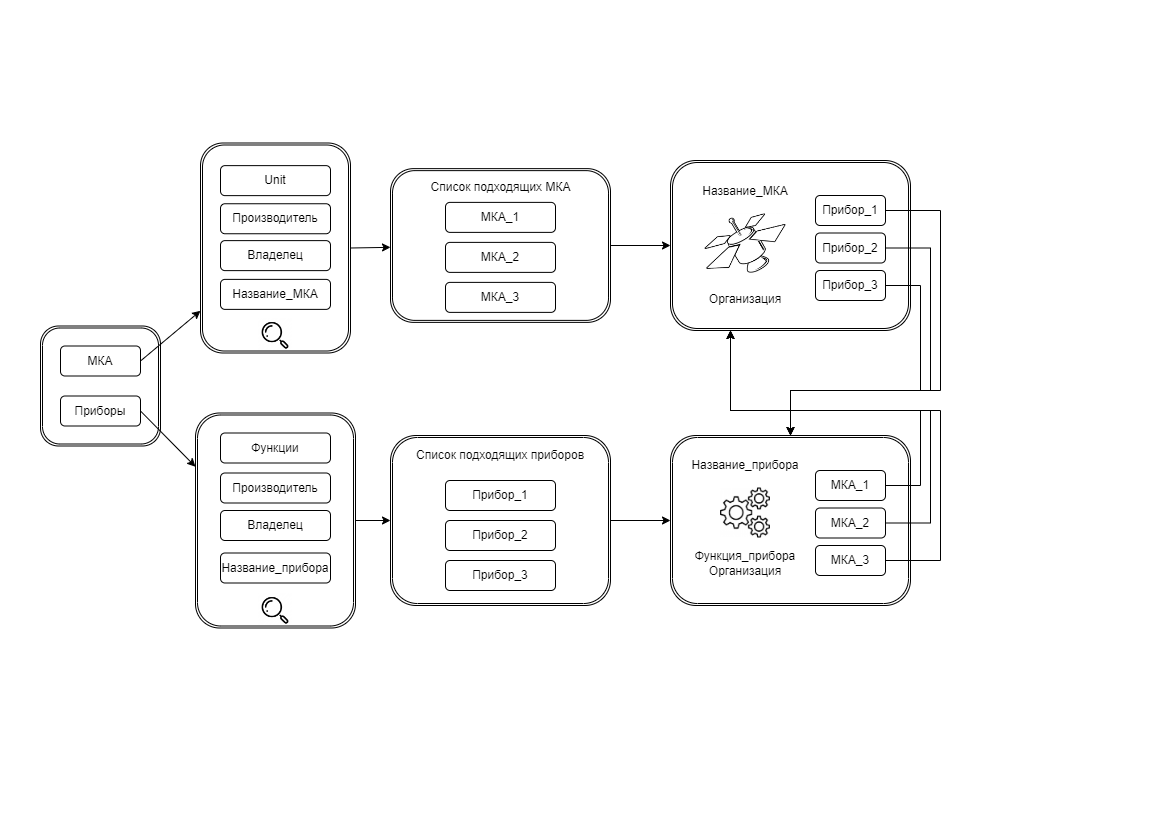 МКА
Приборы
Unit
Производитель
Владелец
Название_МКА
Список подходящих МКА
МКА_1
МКА_2
МКА_3
Название_МКА
Организация
Прибор_1
Прибор_2
Прибор_3
Функции
Производитель
Владелец
Название_прибора
Список подходящих приборов
Прибор_1
Прибор_2
Прибор_3
Название_прибора
Функция_прибора
Организация
МКА_1
МКА_2
МКА_3